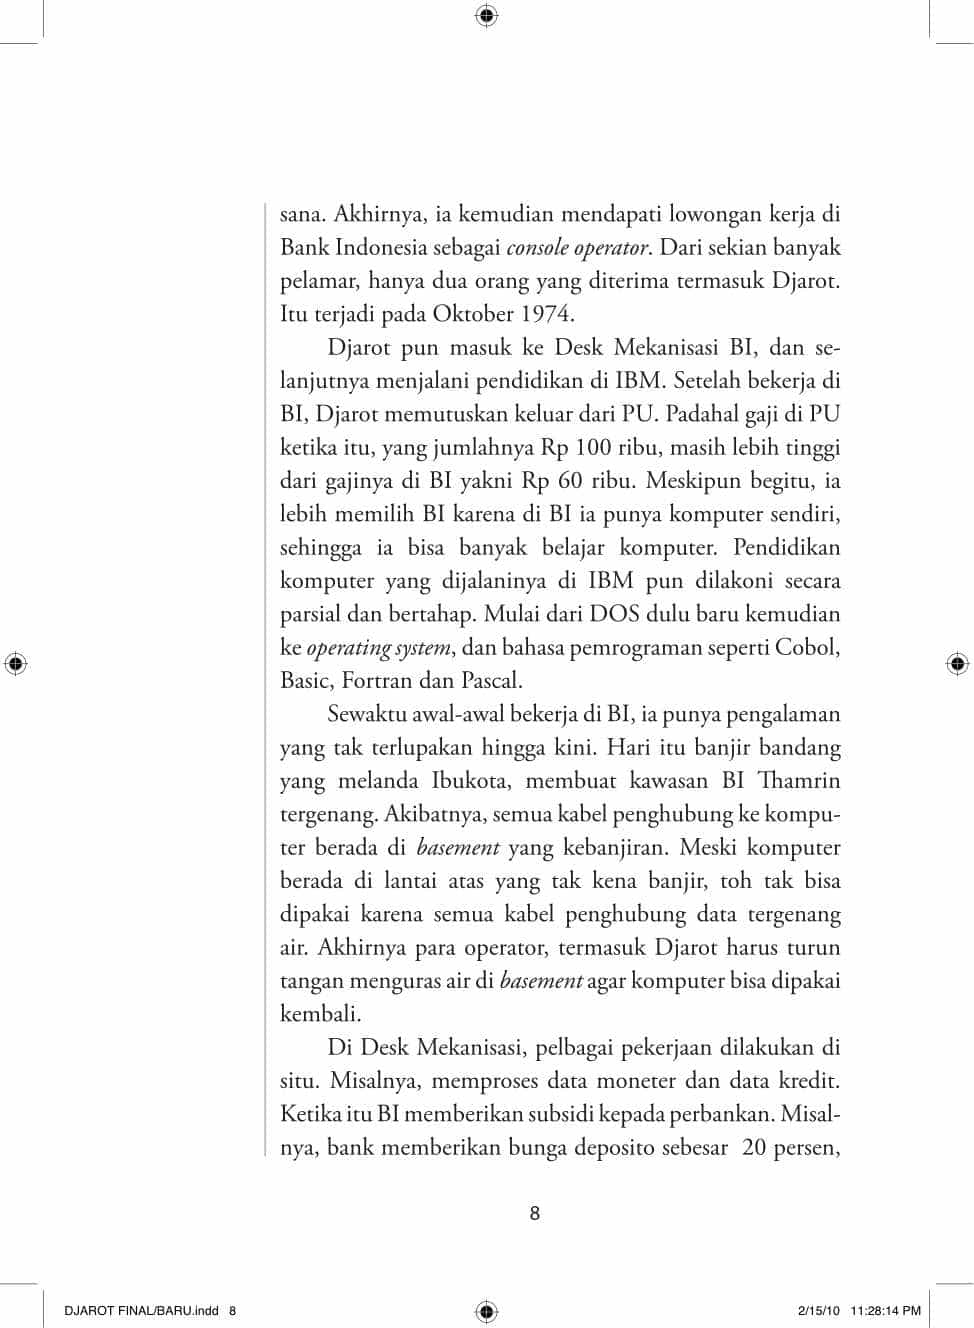 sana. Akhirnya, ia kemudian mendapati lowongan kerja di
Bank Indonesia sebagai console operator. Dari sekian banyak
pelamar, hanya dua orang yang diterima termasuk Djarot.
Itu terjadi pada Oktober 1974.
Djarot pun masuk ke Desk Mekanisasi BI, dan se-
lanjutnya menjalani pendidikan di IBM. Setelah bekerja di
BI, Djarot memutuskan keluar dari PU. Padahal gaji di PU
ketika itu, yang jumlahnya Rp 100 ribu, masih lebih tinggi
dari gajinya di BI yakni Rp 60 ribu. Meskipun begitu, ia
lebih memilih BI karena di BI ia punya komputer sendiri,
sehingga ia bisa banyak belajar komputer. Pendidikan
komputer yang dijalaninya di IBM pun dilakoni secara
parsial dan bertahap. Mulai dari DOS dulu baru kemudian
ke operating system, dan bahasa pemrograman seperti Cobol,
Basic, Fortran dan Pascal.
Sewaktu awal-awal bekerja di BI, ia punya pengalaman
yang tak terlupakan hingga kini. Hari itu banjir bandang
yang melanda Ibukota, membuat kawasan BI Thamrin
tergenang. Akibatnya, semua kabel penghubung ke kompu-
ter berada di basement yang kebanjiran. Meski komputer
berada di lantai atas yang tak kena banjir, toh tak bisa
dipakai karena semua kabel penghubung data tergenang
air. Akhirnya para operator, termasuk Djarot harus turun
tangan menguras air di basement agar komputer bisa dipakai
kembali.
Di Desk Mekanisasi, pelbagai pekerjaan dilakukan di
situ. Misalnya, memproses data moneter dan data kredit.
Ketika itu BI memberikan subsidi kepada perbankan. Misal-
nya, bank memberikan bunga deposito sebesar  20 persen,
8
DJAROT FINAL/BARU.indd   8
2/15/10   11:28:14 PM